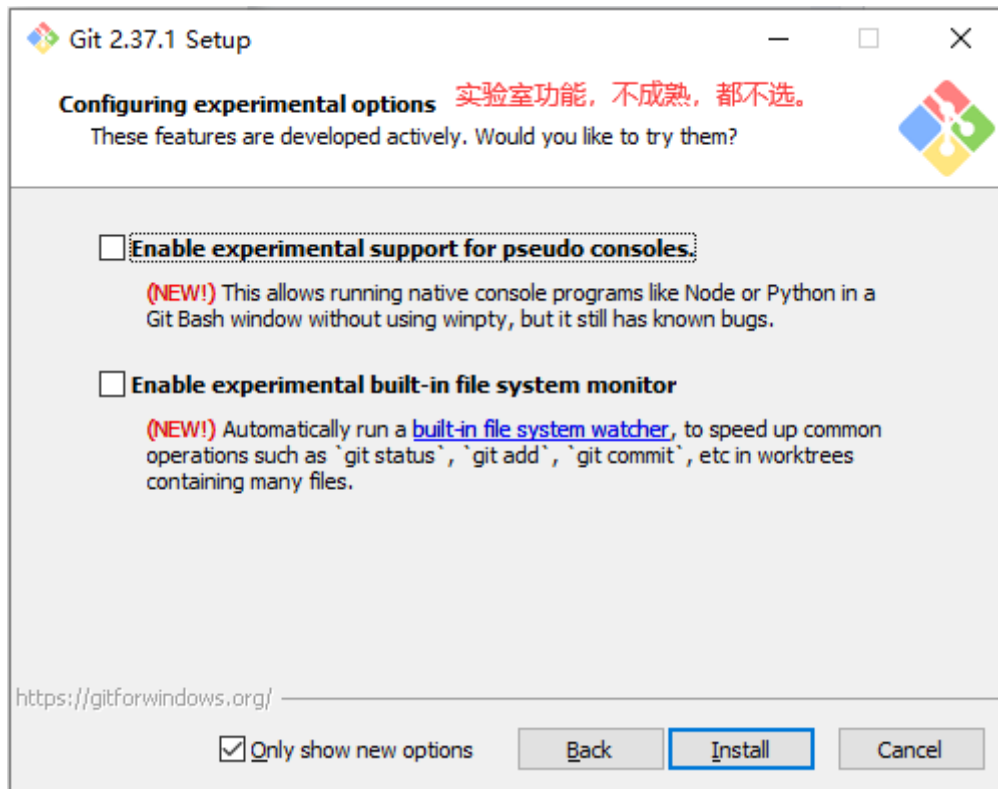 Git 2.37.1 Setup
Configuring experimental options 实验室功能，不成熟，都不选。
These features are developed actively. Would you like to try them?
Enable experimental support for pseudo consoles.
(NEW!) This allows running native console programs like Node or Python in a
Git Bash window without using winpty, but it still has known bugs.
Enable experimental built-in file system monitor
(NEW!) Automatically run a built-in file system watcher, to speed up common
operations such as `git status`, `git add`, `git commit`, etc in worktrees
containing many files.
https://gitforwindows.org/
Only show new options Back Install Cancel